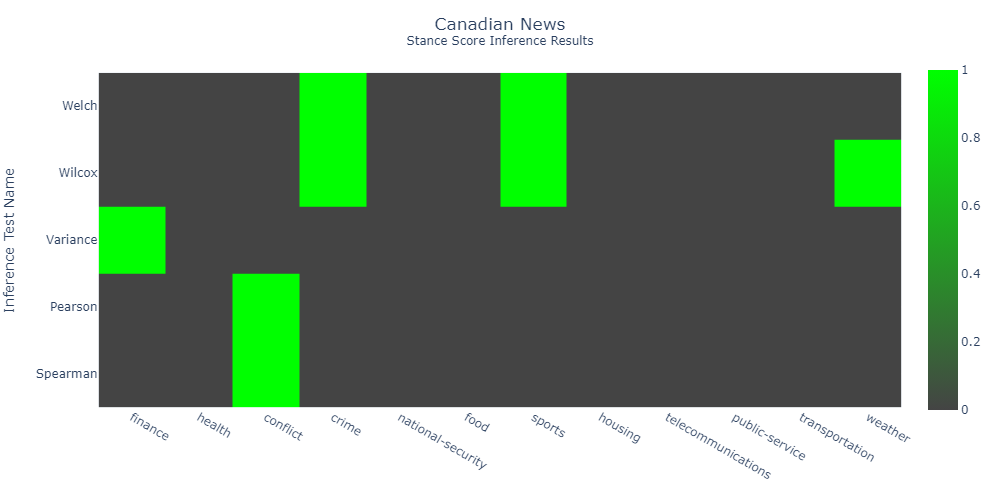 Canadian News
Stance Score Inference Results
Inference Test Name
Welch
Wilcox
Variance
Pearson
Spearman
finance
health
conflict
crime
national-security
food
sports
housing
telecommunications
public-service
transportation
weather
1
0.8
0.6
0.4
0.2
0